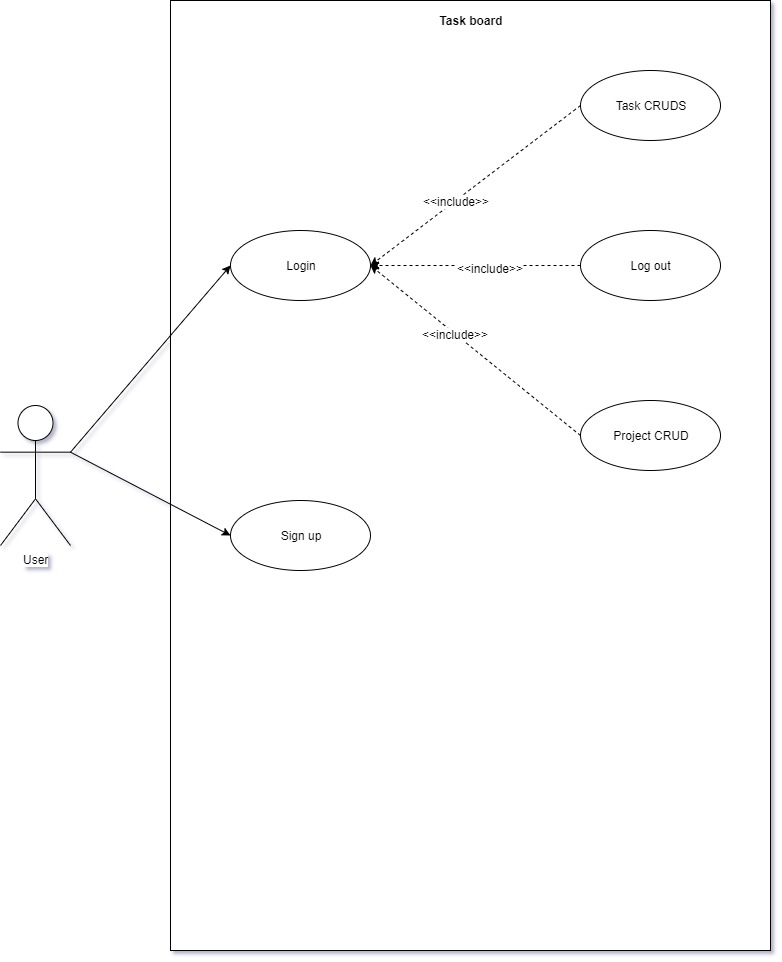 Task board
Task CRUDS
<<include>>
Login
<<include>>
Log out
<<include>>
Project CRUD
Sign up
User